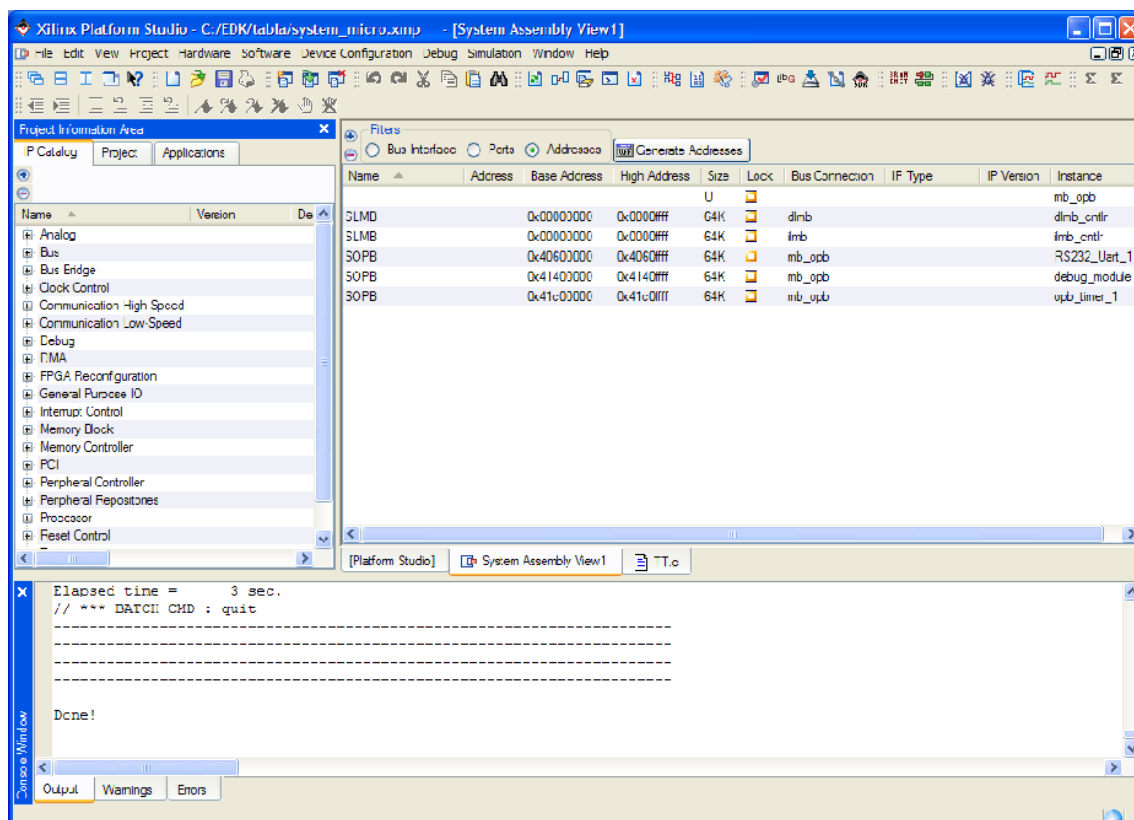 Xilinx Platform Studio - C:/EDK/tabla/system_micro.xmp - [System Assembly View1]
File Edit View Project Hardware Software Device Configuration Debug Simulation Window Help
Project Information Area
IP Catalog Project Applications
Name Version De
Analog
Bus
Bus Bridge
Clock Control
Communication High Speed
Communication Low-Speed
Debug
DMA
FPGA Reconfiguration
General Purpose IO
Interrupt Control
Memory Block
Memory Controller
PCI
Peripheral Controller
Peripheral Repositories
Processor
Reset Control
Filters
Bus Interface Ports Addresses Generate Addresses
Name Address Base Address High Address Size Lock Bus Connection IP Type IP Version Instance
U mb_opb
SLMB 0x00000000 0x0000ffff 64K dlmb dlmb_cntlr
SLMB 0x00000000 0x0000ffff 64K ilmb ilmb_cntlr
SOPB 0x40600000 0x4060ffff 64K mb_opb RS232_Uart_1
SOPB 0x41400000 0x4140ffff 64K mb_opb debug_module
SOPB 0x41c00000 0x41c0ffff 64K mb_opb opb_timer_1
[Platform Studio] System Assembly View1 TT.c
Elapsed time = 3 sec.
// *** BATCH CMD : quit
----------------------------------------------------------------------
----------------------------------------------------------------------
----------------------------------------------------------------------
----------------------------------------------------------------------
Done!
Console Window
Output Warnings Errors